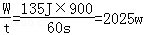 W/t = 135J×900/60s = 2025w